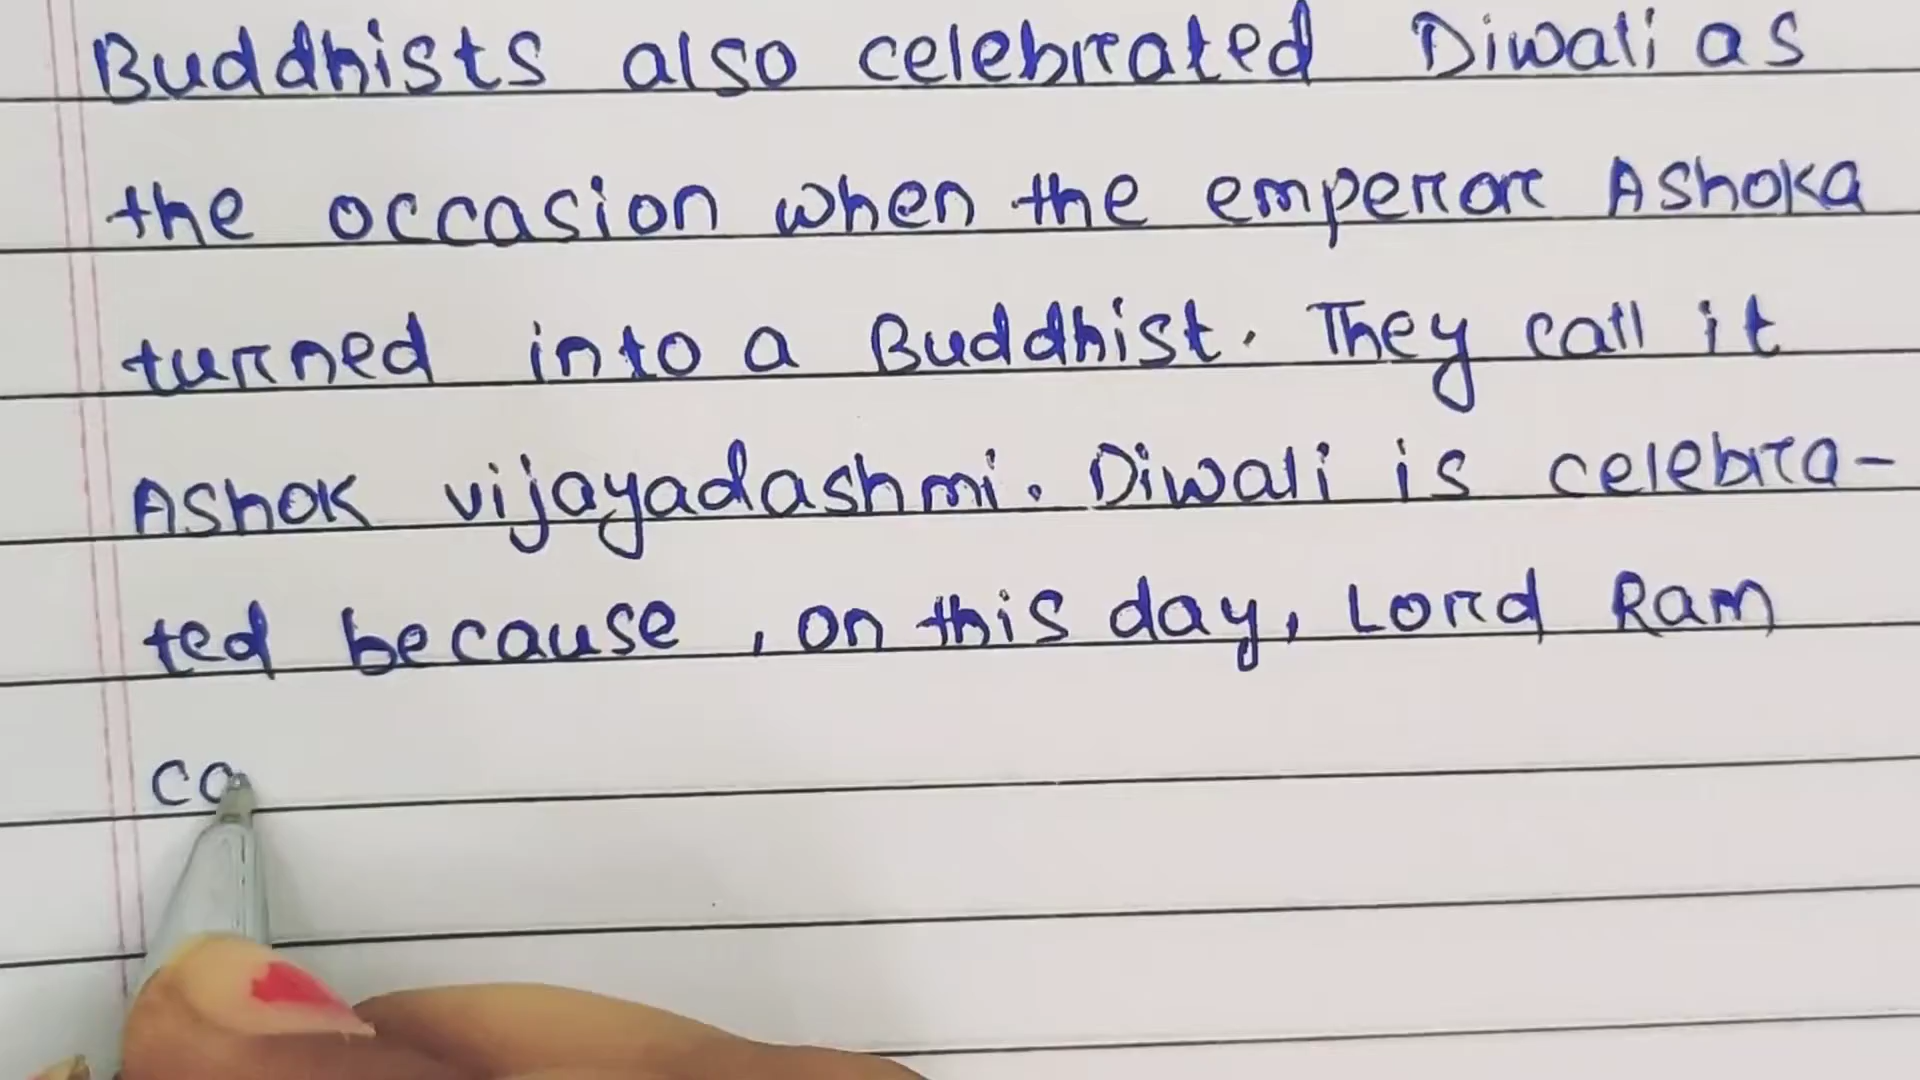 Buddhists also celebrated Diwali as
the occasion when the emperor Ashoka
turned into a Buddhist. They call it
Ashok vijayadashmi. Diwali is celebra-
ted because, on this day, Lord Ram
ca